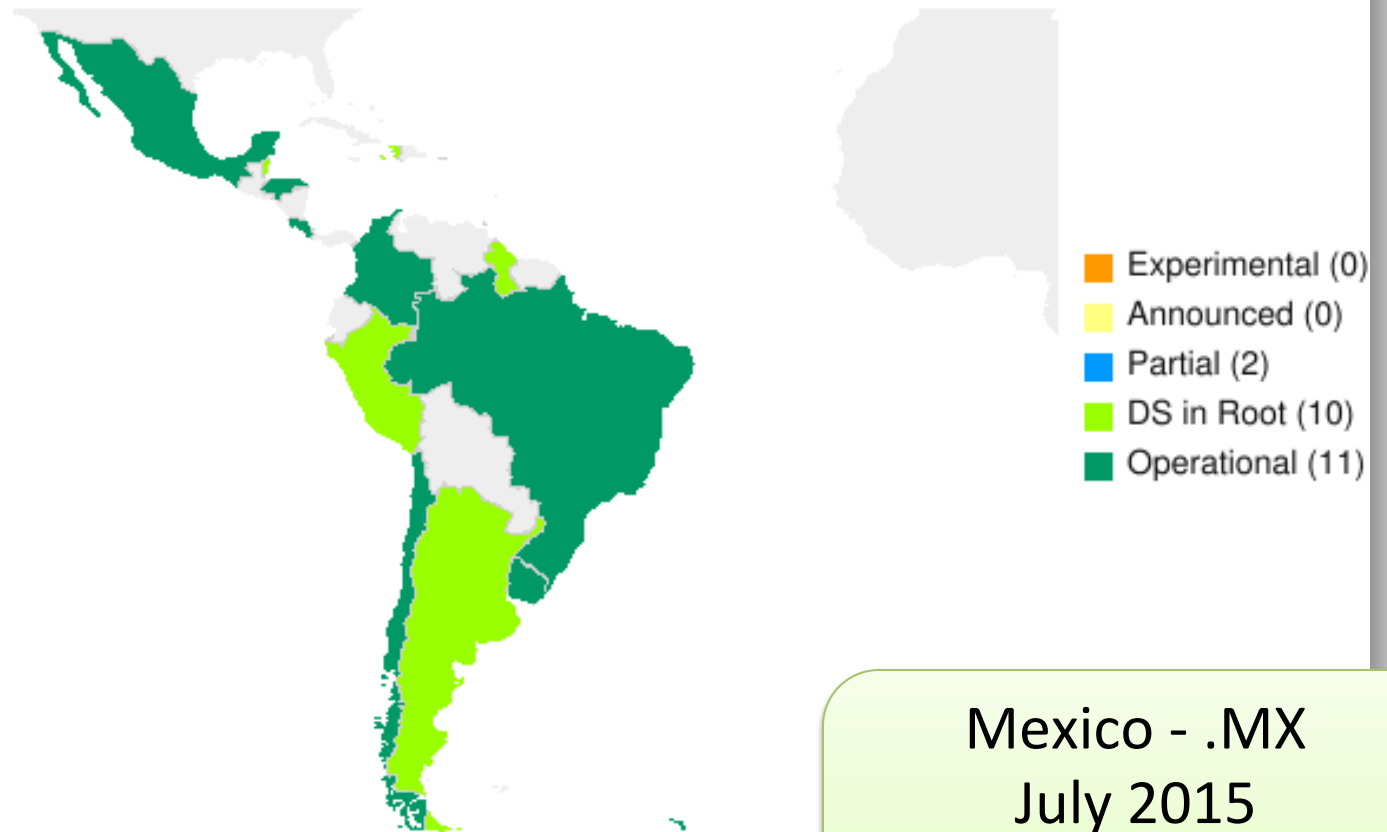 Experimental (0)
Announced (0)
Partial (2)
DS in Root (10)
Operational (11)
Mexico - .MX
July 2015